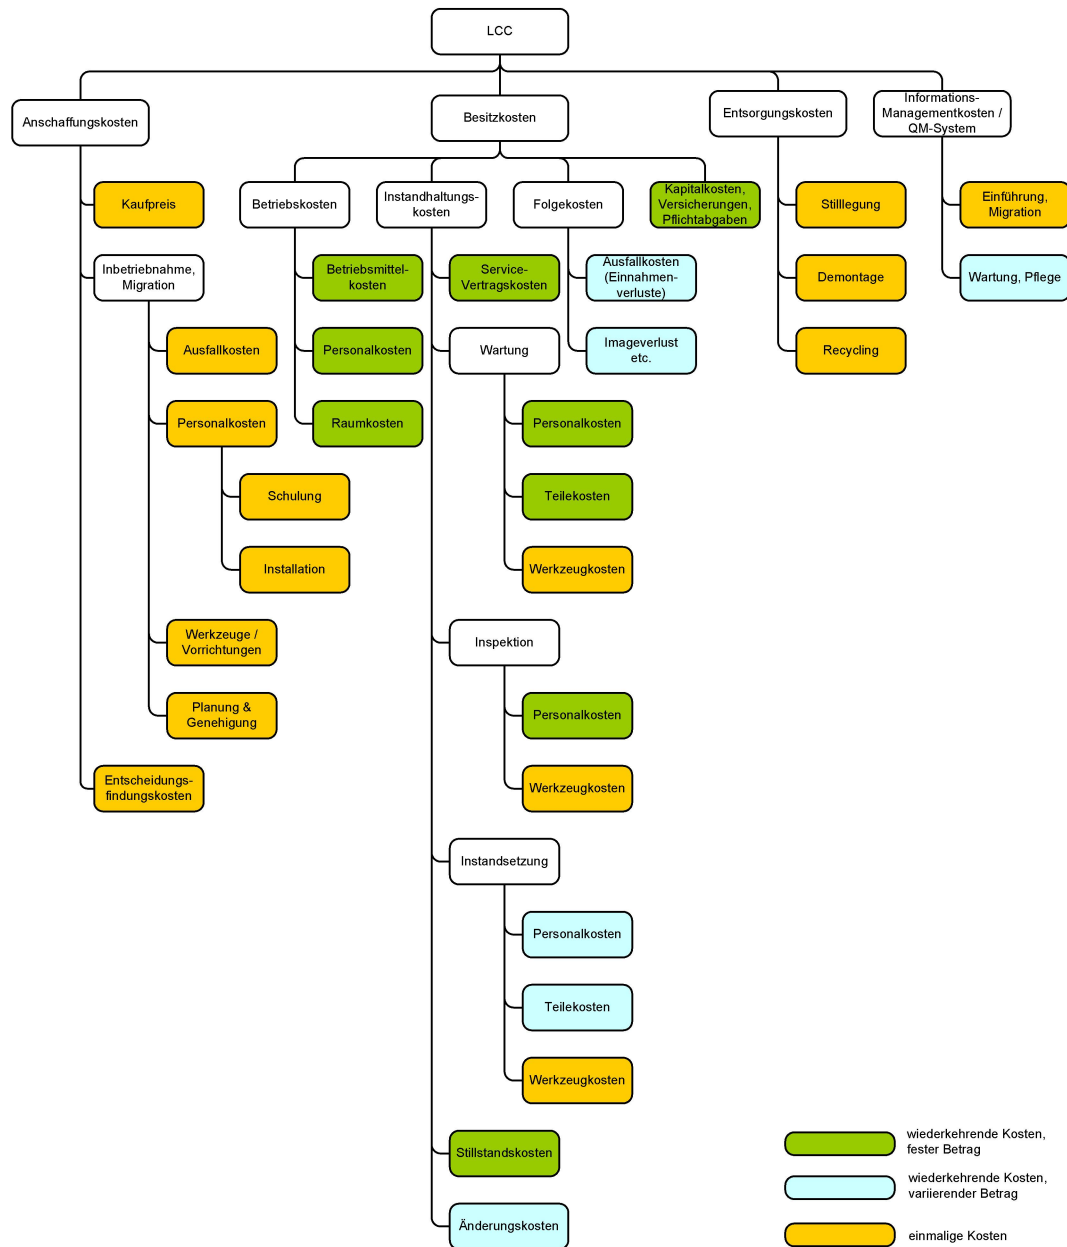 LCC
Anschaffungskosten
Besitzkosten
Entsorgungskosten
Informations-
Managementkosten /
QM-System
Kaufpreis
Betriebskosten
Instandhaltungs-
kosten
Folgekosten
Kapitalkosten,
Versicherungen,
Pflichtabgaben
Stilllegung
Einführung,
Migration
Inbetriebnahme,
Migration
Betriebsmittel-
kosten
Service-
Vertragskosten
Ausfallkosten
(Einnahmen-
verluste)
Demontage
Wartung, Pflege
Ausfallkosten
Personalkosten
Wartung
Imageverlust
etc.
Recycling
Personalkosten
Raumkosten
Personalkosten
Schulung
Teilekosten
Installation
Werkzeugkosten
Werkzeuge /
Vorrichtungen
Inspektion
Planung &
Genehigung
Personalkosten
Entscheidungs-
findungskosten
Werkzeugkosten
Instandsetzung
Personalkosten
Teilekosten
Werkzeugkosten
Stillstandskosten
Änderungskosten
wiederkehrende Kosten,
fester Betrag
wiederkehrende Kosten,
variierender Betrag
einmalige Kosten